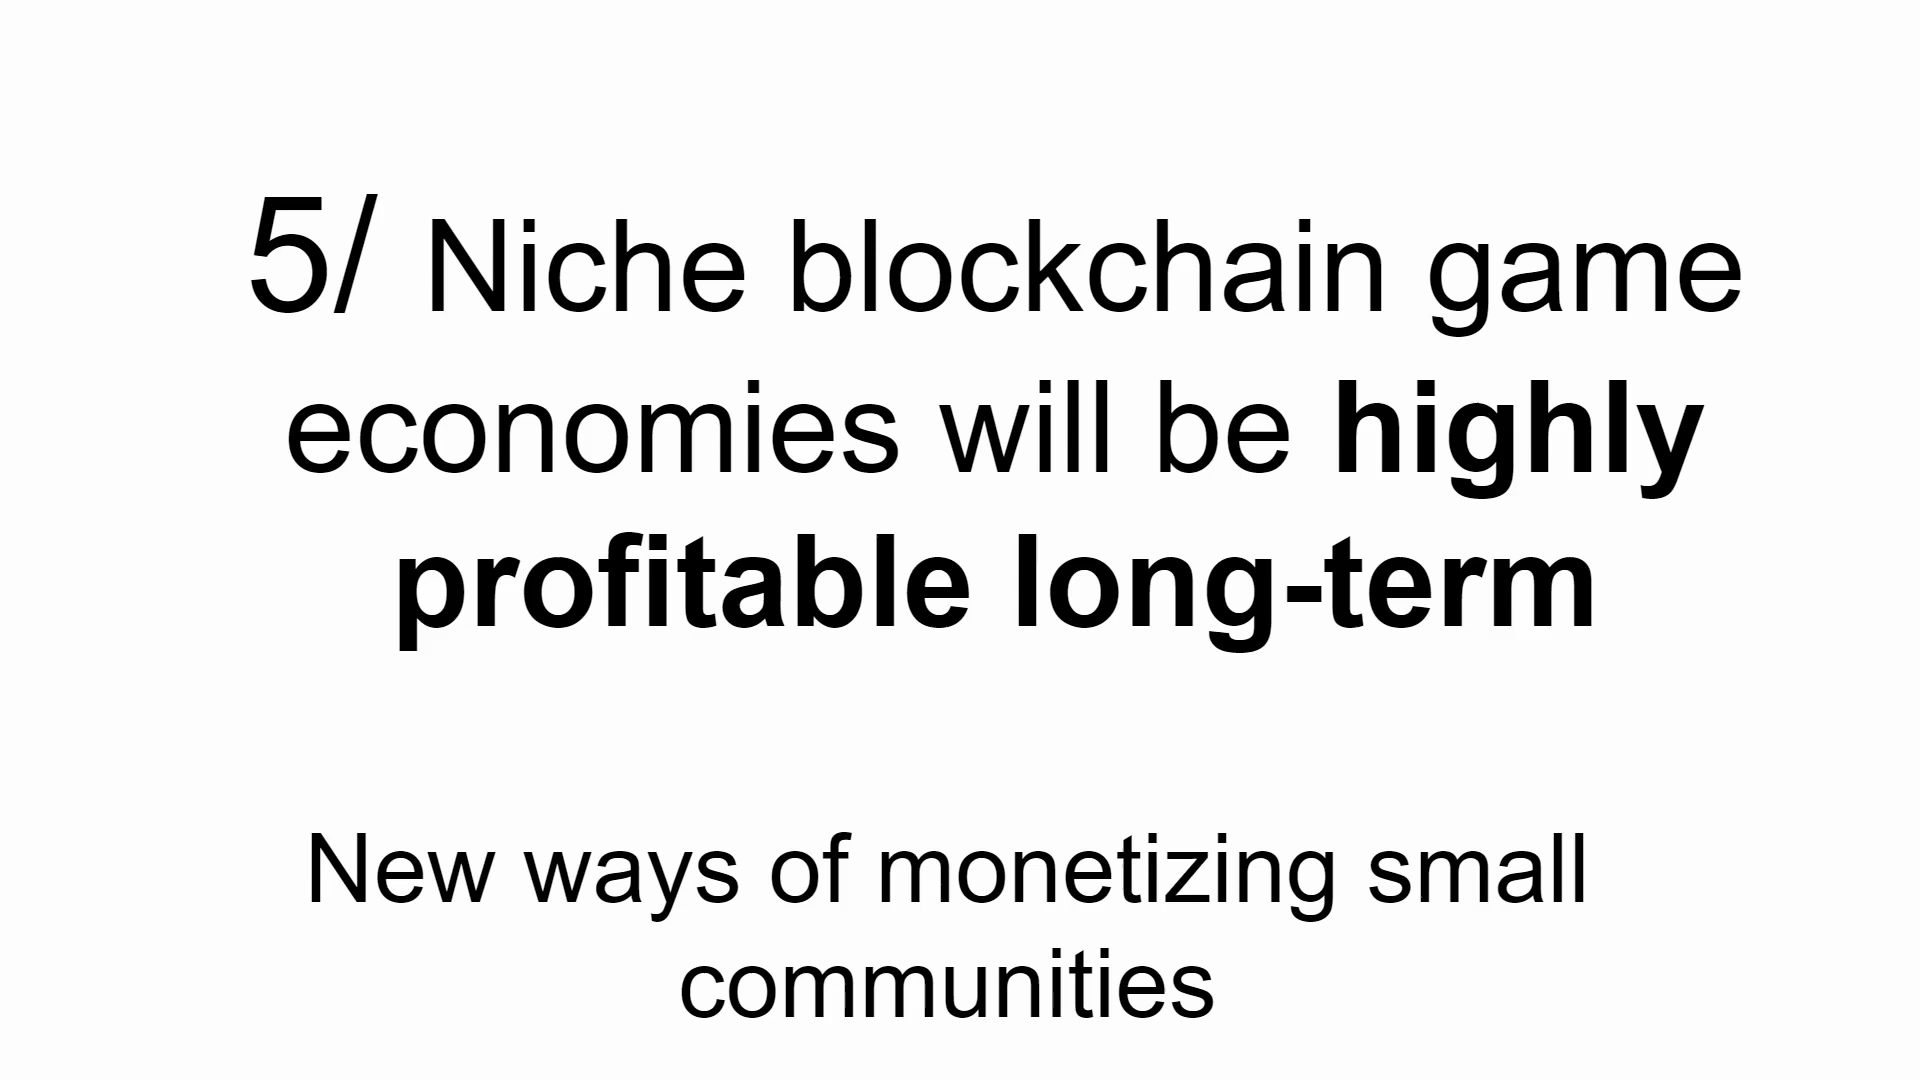 5/ Niche blockchain game
economies will be highly
profitable long-term
New ways of monetizing small
communities